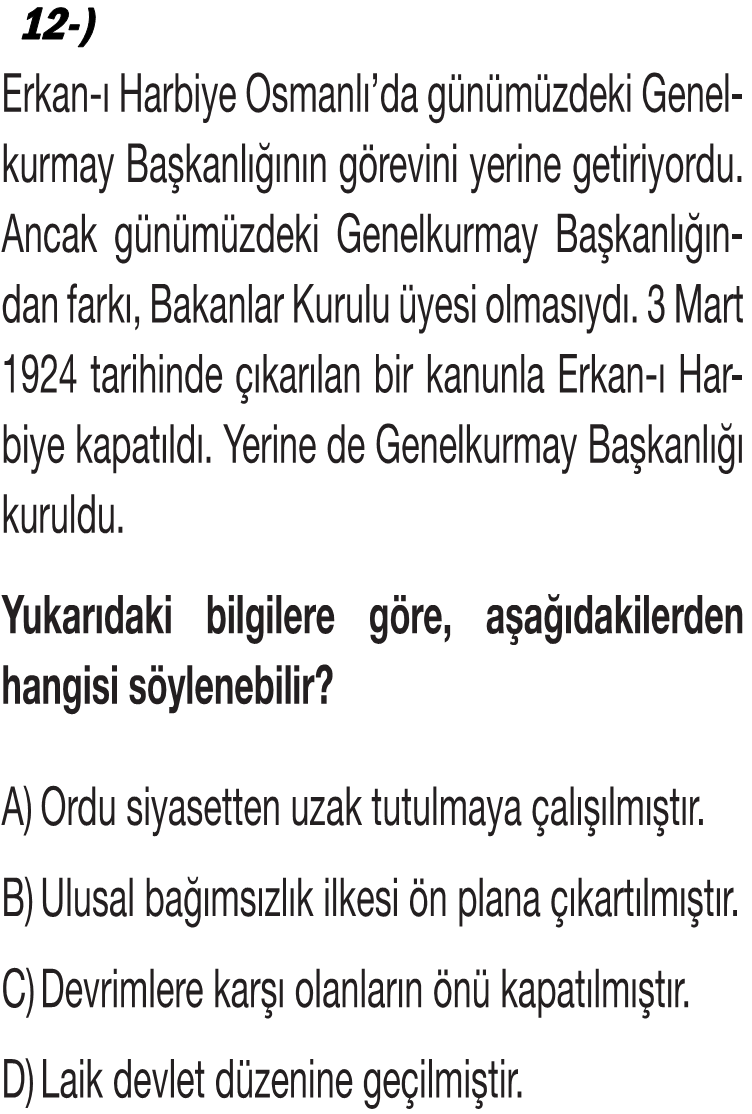 12-)
Erkan-ı Harbiye Osmanlı’da günümüzdeki Genel-
kurmay Başkanlığının görevini yerine getiriyordu.
Ancak günümüzdeki Genelkurmay Başkanlığın-
dan farkı, Bakanlar Kurulu üyesi olmasıydı. 3 Mart
1924 tarihinde çıkarılan bir kanunla Erkan-ı Har-
biye kapatıldı. Yerine de Genelkurmay Başkanlığı
kuruldu.
Yukarıdaki bilgilere göre, aşağıdakilerden
hangisi söylenebilir?
A) Ordu siyasetten uzak tutulmaya çalışılmıştır.
B) Ulusal bağımsızlık ilkesi ön plana çıkartılmıştır.
C) Devrimlere karşı olanların önü kapatılmıştır.
D) Laik devlet düzenine geçilmiştir.